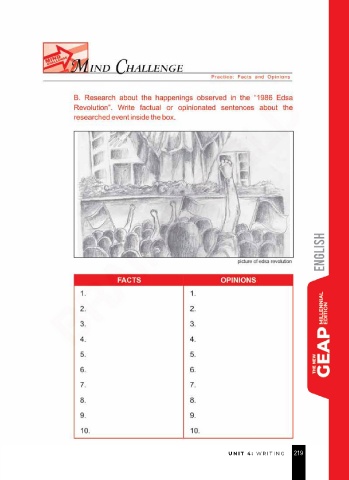 MIND CHALLENGE
Practice: Facts and Opinions
B. Research about the happenings observed in the "1986 Edsa
Revolution". Write factual or opinionated sentences about the
researched event inside the box.
picture of edsa revolution
FACTS OPINIONS
1. 1.
2. 2.
3. 3.
4. 4.
5. 5.
6. 6.
7. 7.
8. 8.
9. 9.
10. 10.
ENGLISH
THE NEW
GEAP
MILLENNIAL
EDITION
UNIT 4: WRITING 219